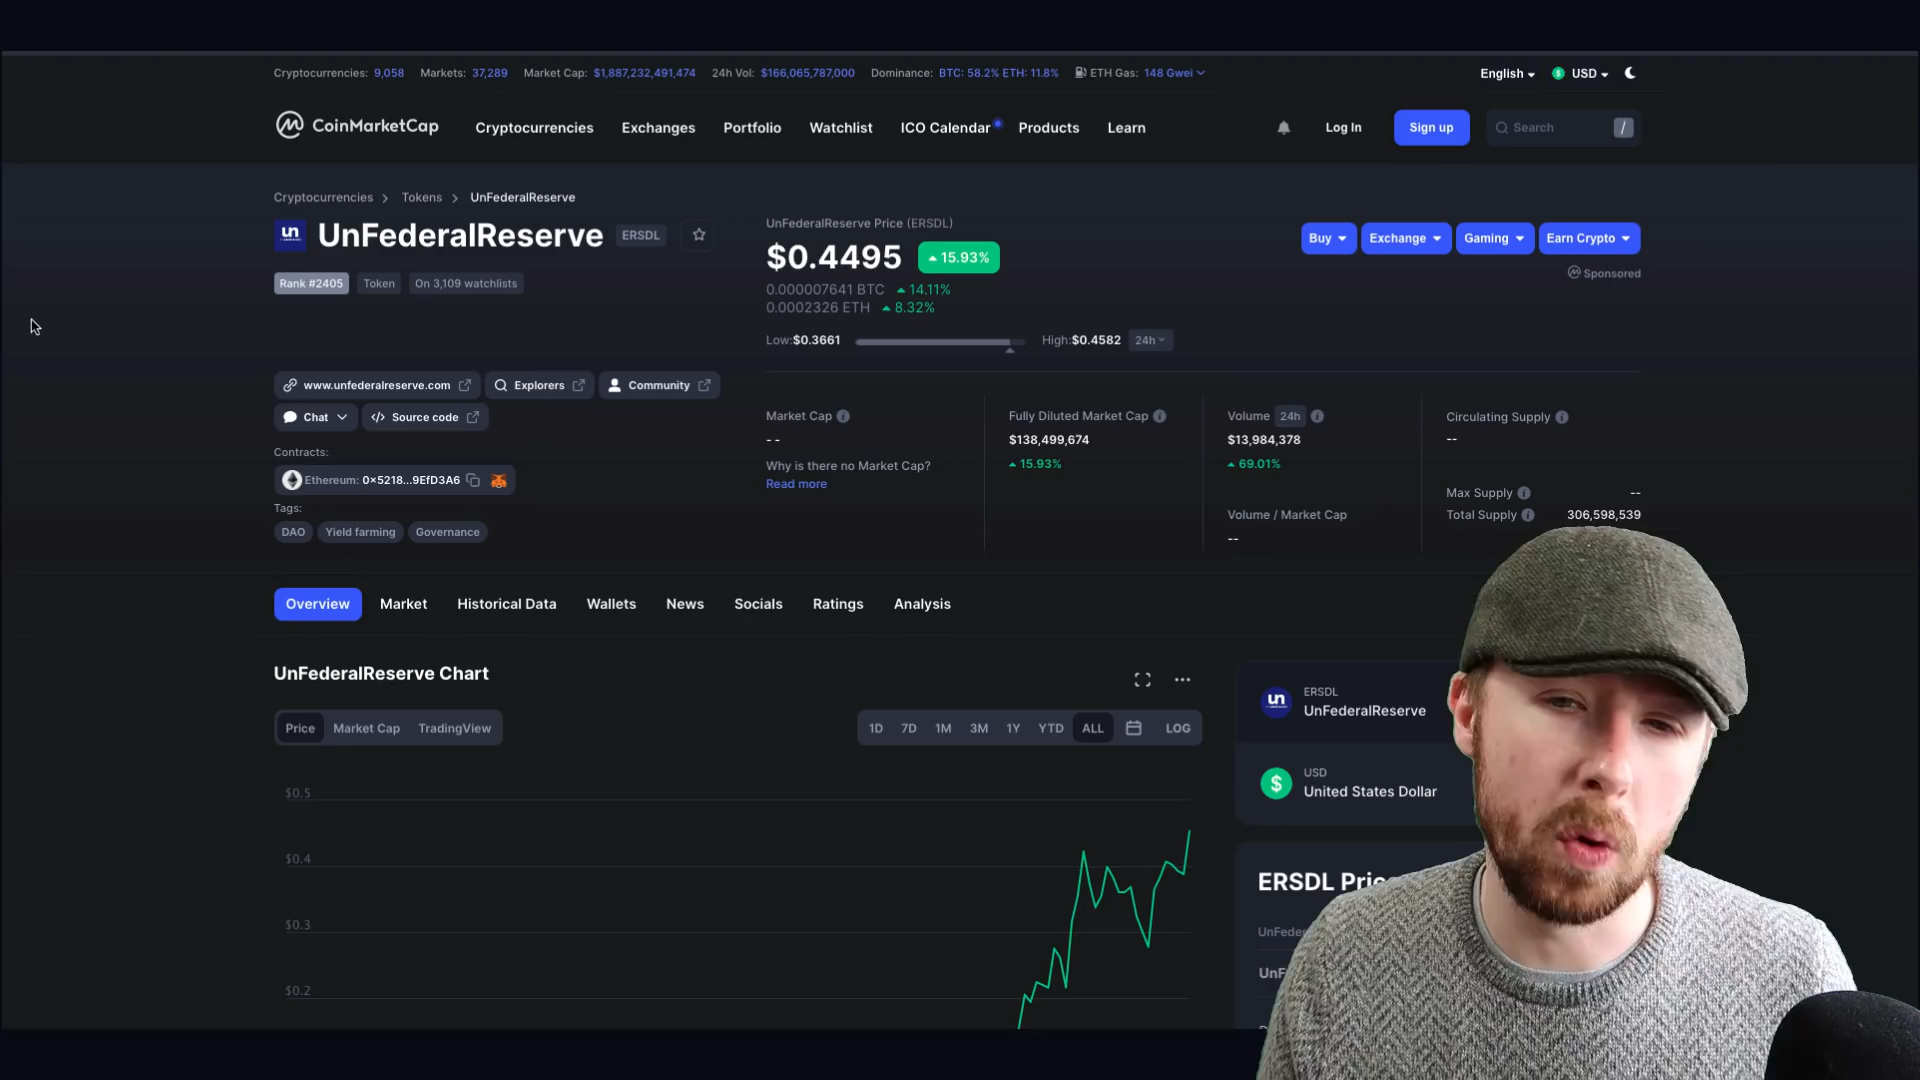 Cryptocurrencies: 9,058 Markets: 37,289 Market Cap: $1,887,232,491,474 24h Vol: $166,065,787,000 Dominance: BTC: 58.2% ETH: 11.8% ETH Gas: 148 Gwei English USD
CoinMarketCap Cryptocurrencies Exchanges Portfolio Watchlist ICO Calendar Products Learn Log In Sign up Search /
Cryptocurrencies > Tokens > UnFederalReserve
un UnFederalReserve ERSDL
Rank #2405 Token On 3,109 watchlists
UnFederalReserve Price (ERSDL)
$0.4495 15.93%
0.000007641 BTC 14.11%
0.0002326 ETH 8.32%
Low:$0.3661 High:$0.4582 24h
Buy Exchange Gaming Earn Crypto
Sponsored
www.unfederalreserve.com Explorers Community
Chat </> Source code
Contracts:
Ethereum: 0x5218...9EfD3A6
Tags:
DAO Yield farming Governance
Market Cap
- -
Why is there no Market Cap?
Read more
Fully Diluted Market Cap
$138,499,674
15.93%
Volume 24h
$13,984,378
69.01%
Volume / Market Cap
--
Circulating Supply
--
Max Supply --
Total Supply 306,598,539
Overview Market Historical Data Wallets News Socials Ratings Analysis
UnFederalReserve Chart
Price Market Cap TradingView 1D 7D 1M 3M 1Y YTD ALL LOG
$0.5
$0.4
$0.3
$0.2
un ERSDL
UnFederalReserve
$ USD
United States Dollar
ERSDL